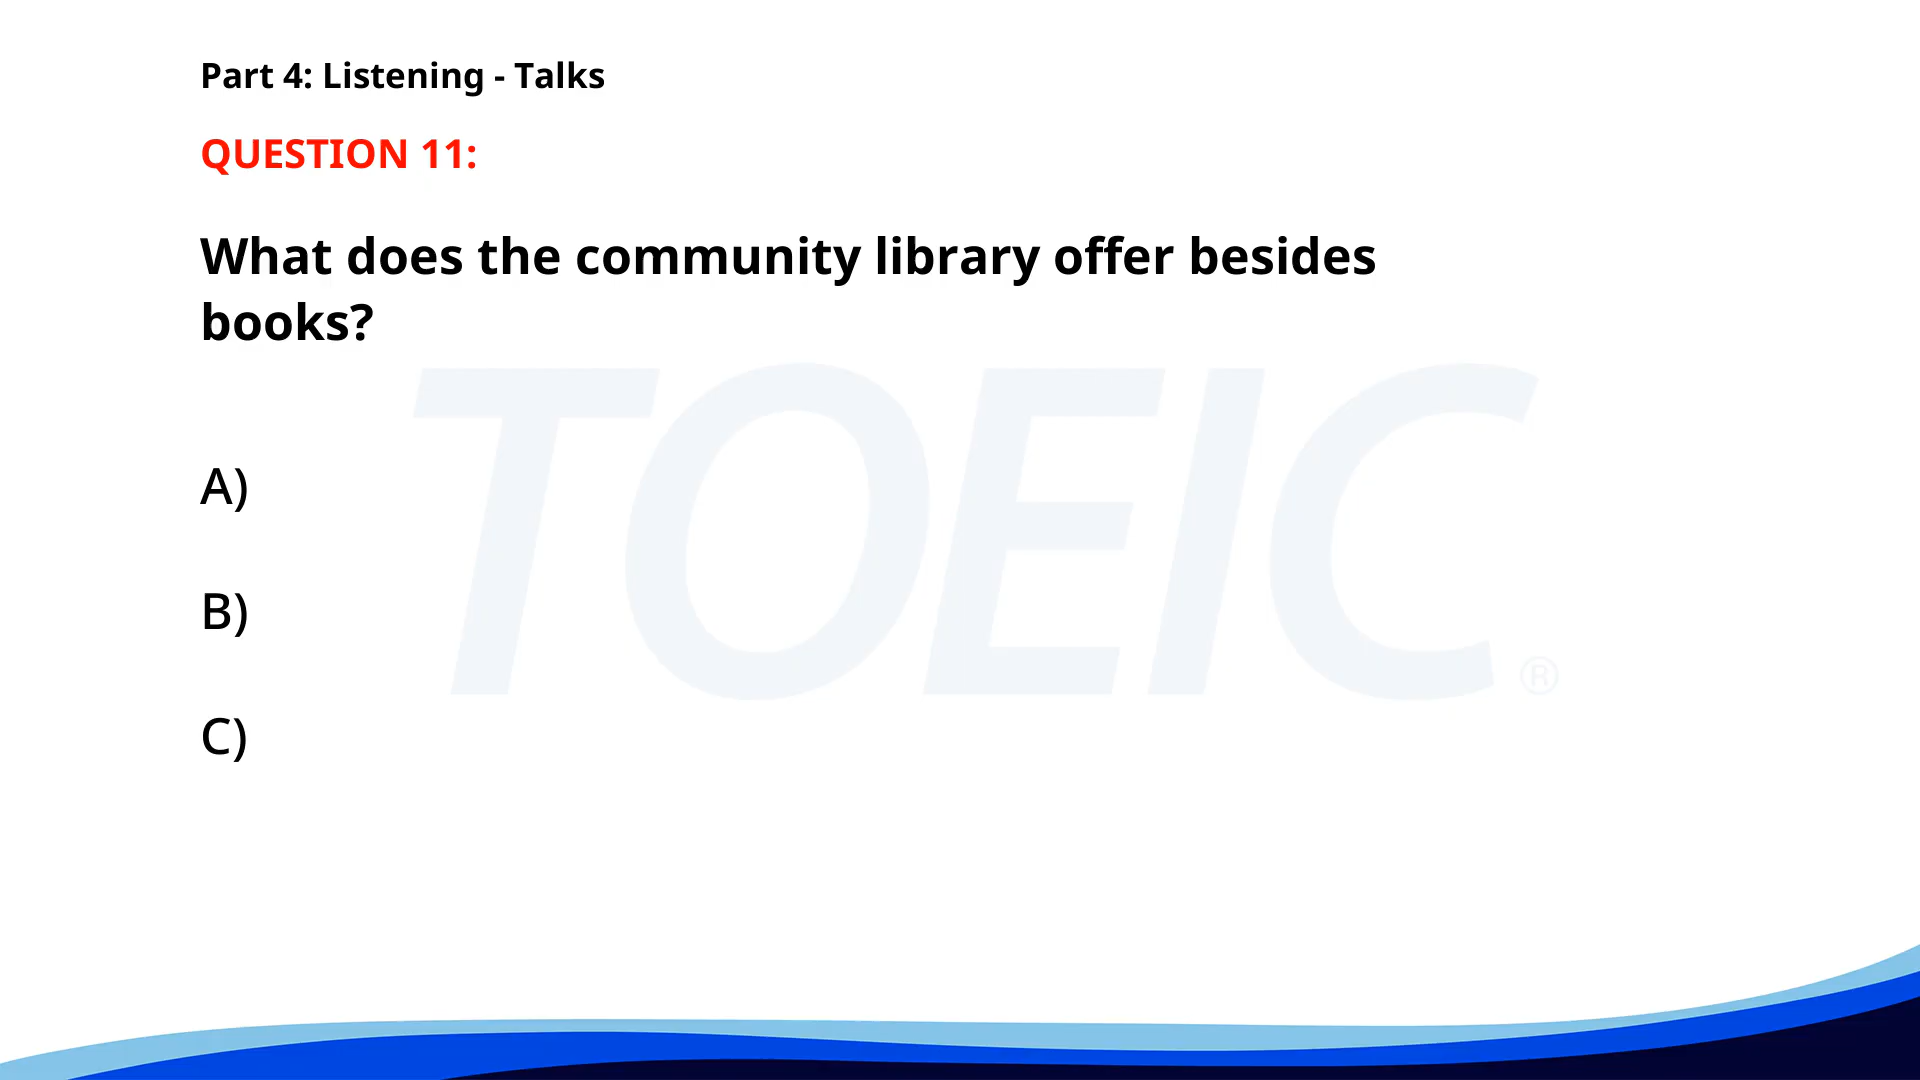 Part 4: Listening - Talks
QUESTION 11:
What does the community library offer besides
books?
TOEIC®
A)
B)
C)